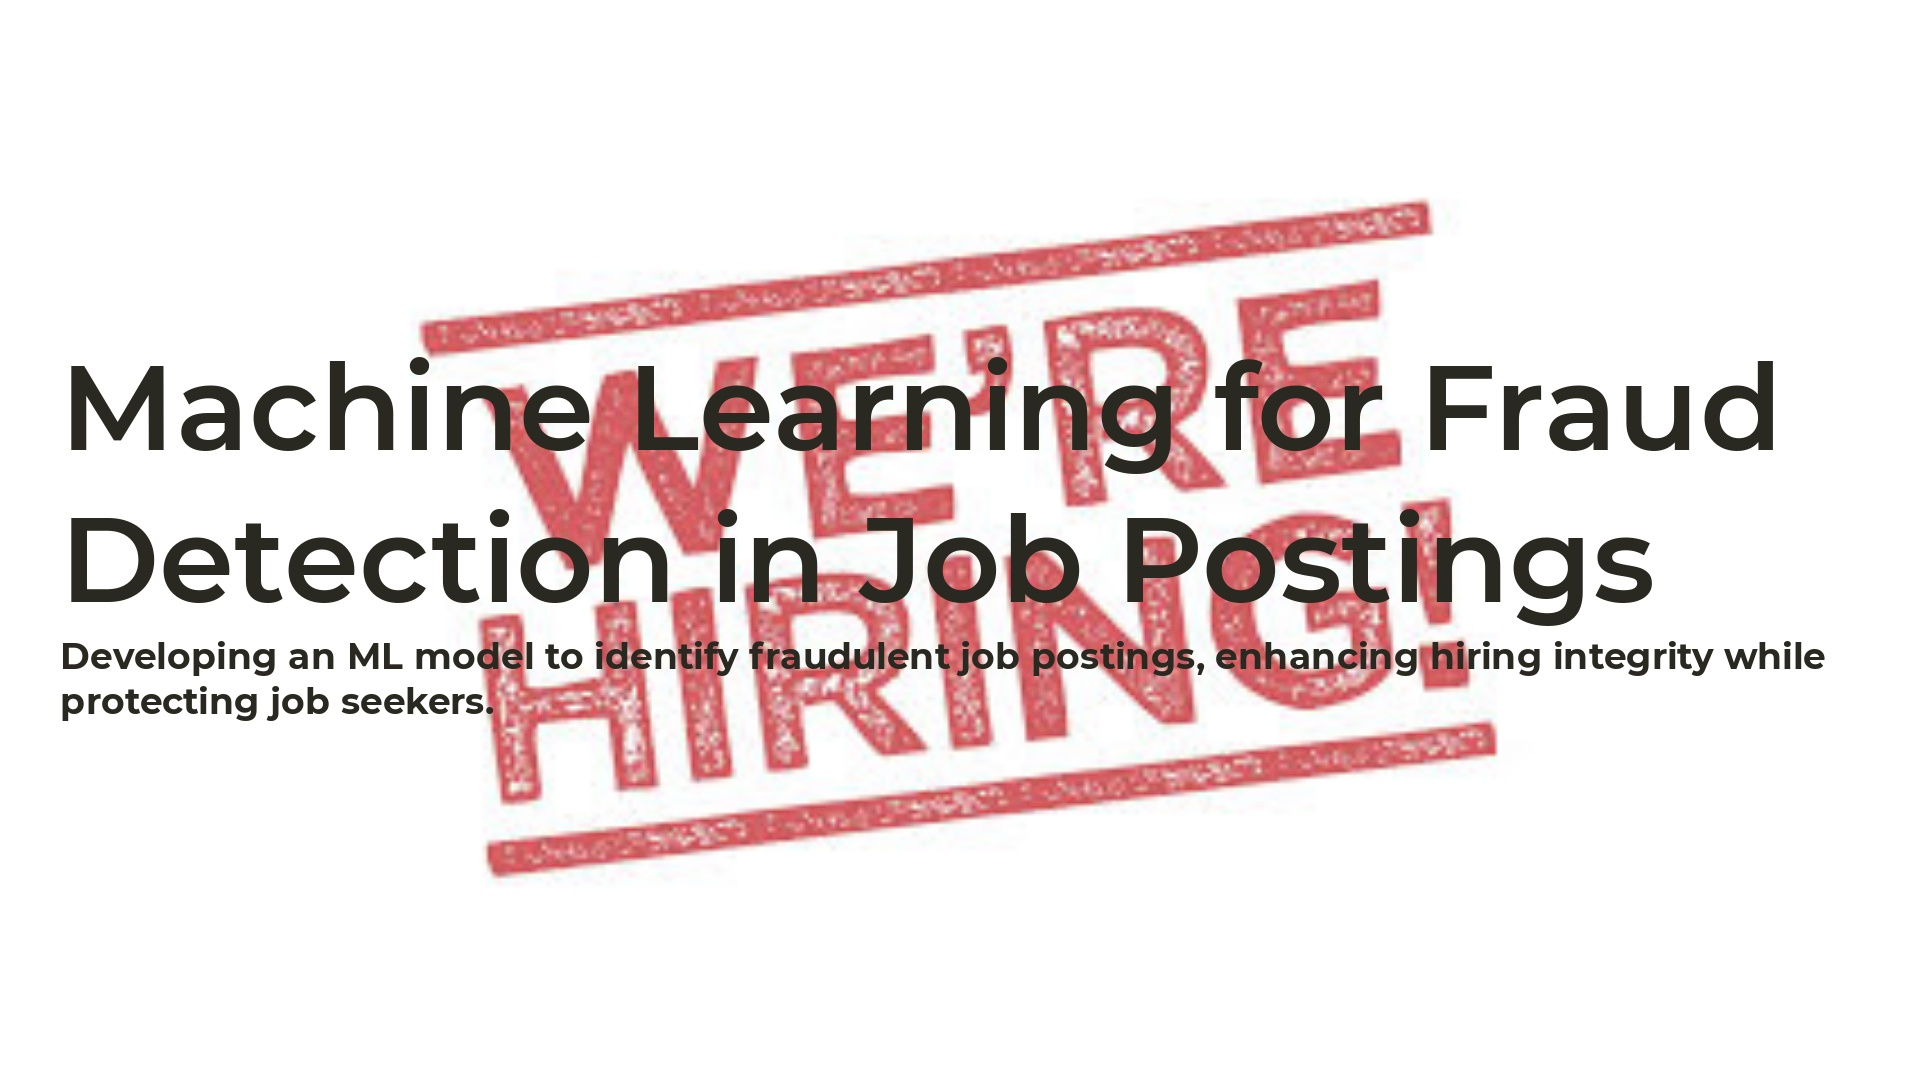 WE'RE
HIRING!
Machine Learning for Fraud
Detection in Job Postings
Developing an ML model to identify fraudulent job postings, enhancing hiring integrity while
protecting job seekers.